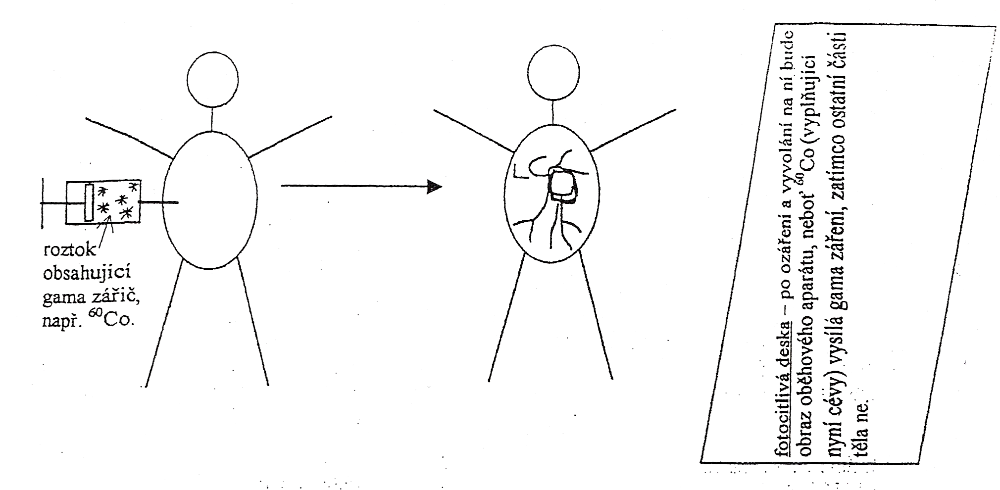 roztok
obsahující
gama zářič,
např. ⁶⁰Co.
fotocitlivá deska – po ozáření a vyvolání na ní bude
obraz oběhového aparátu, neboť ⁶⁰Co (vyplňující
nyní cévy) vysílá gama záření, zatímco ostatní části
těla ne.